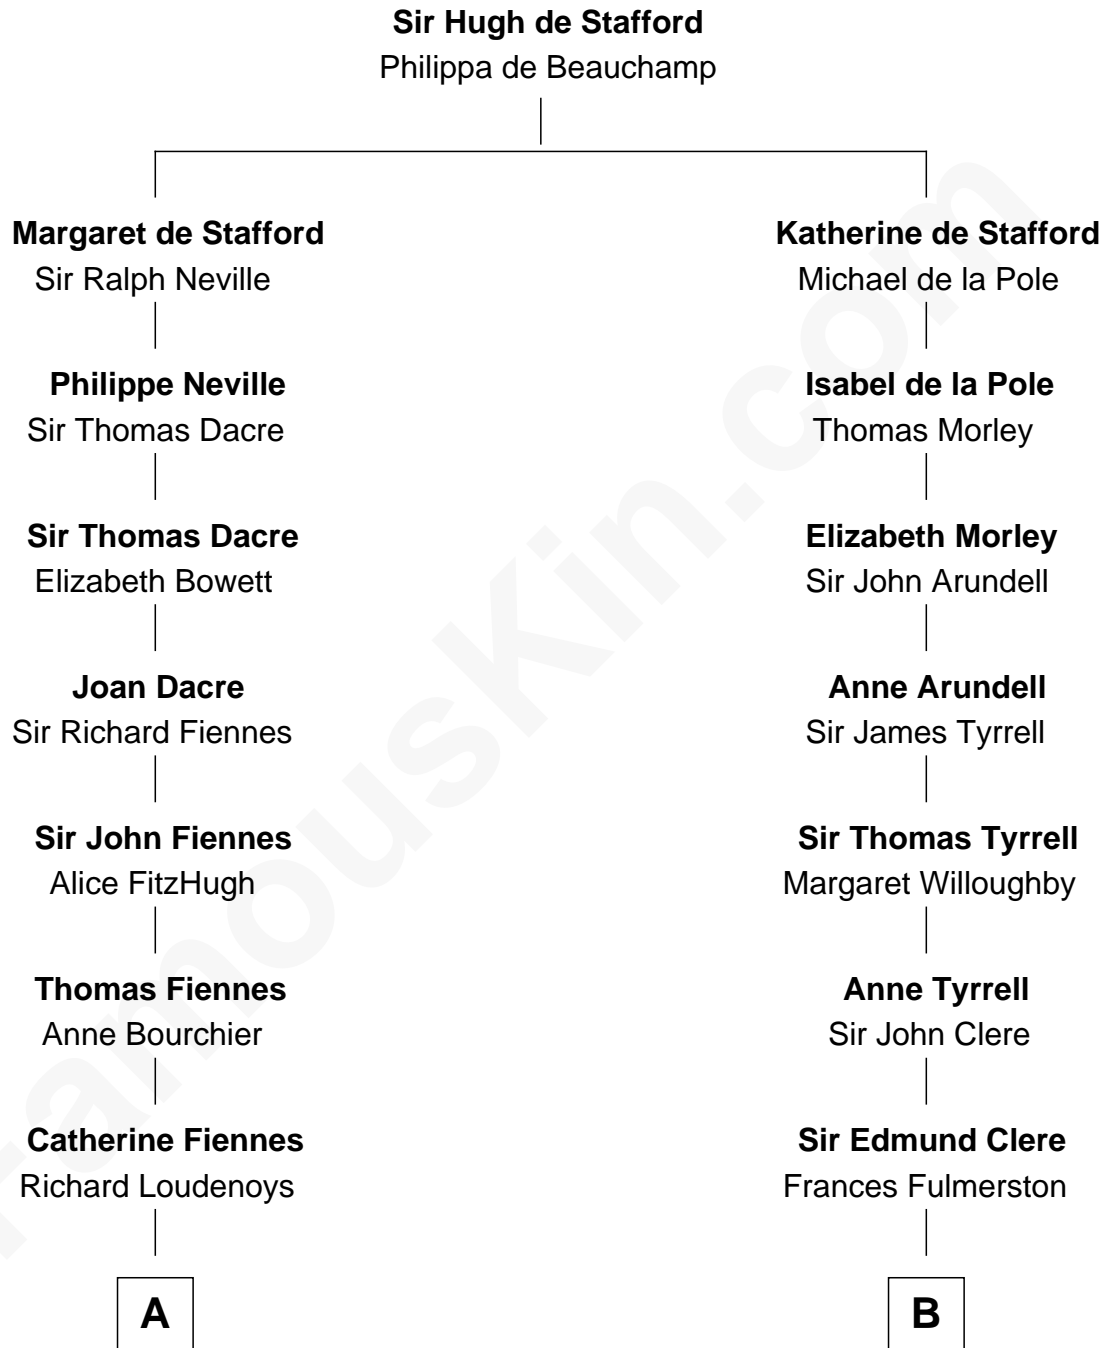 Sir Hugh de Stafford
Philippa de Beauchamp
Margaret de Stafford
Sir Ralph Neville
Katherine de Stafford
Michael de la Pole
Philippe Neville
Sir Thomas Dacre
Isabel de la Pole
Thomas Morley
Sir Thomas Dacre
Elizabeth Bowett
Elizabeth Morley
Sir John Arundell
Joan Dacre
Sir Richard Fiennes
Anne Arundell
Sir James Tyrrell
Sir John Fiennes
Alice FitzHugh
Sir Thomas Tyrrell
Margaret Willoughby
Thomas Fiennes
Anne Bourchier
Anne Tyrrell
Sir John Clere
Catherine Fiennes
Richard Loudenoys
Sir Edmund Clere
Frances Fulmerston
A
B
FamousKin.com